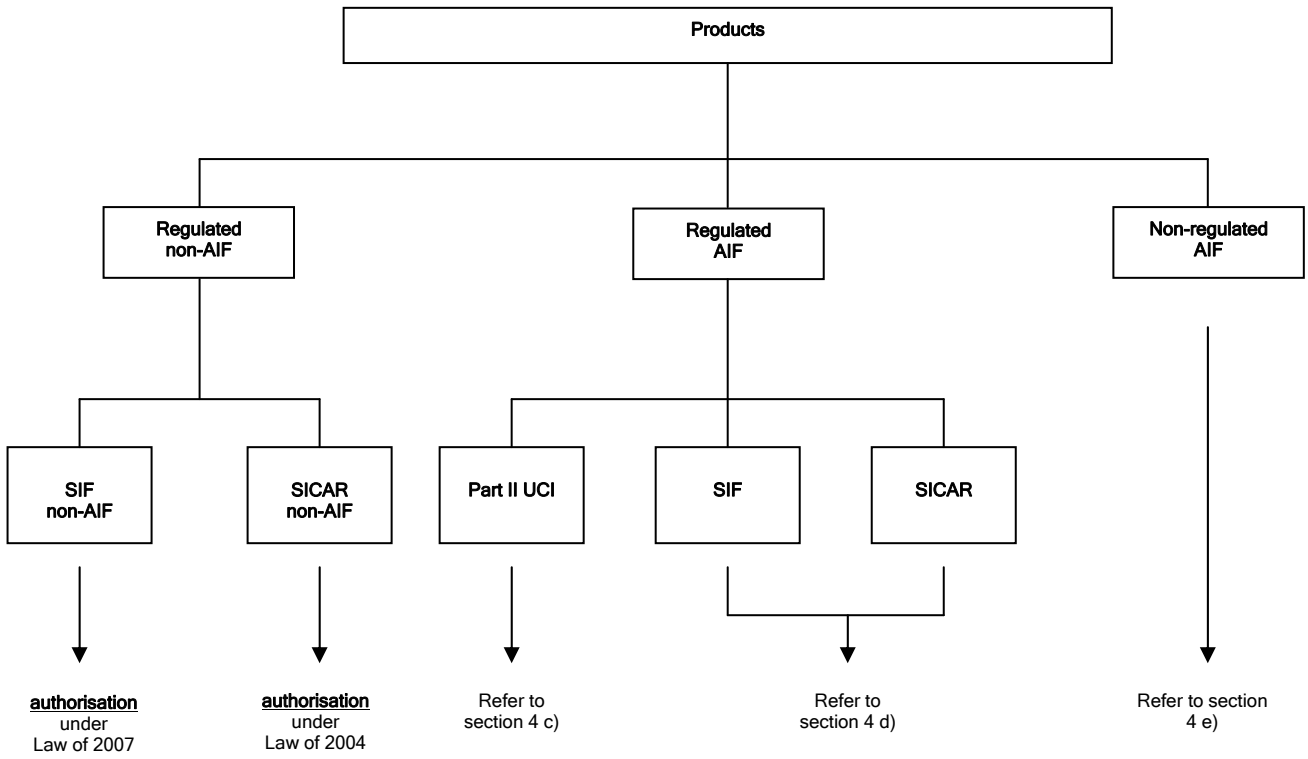 Products
Regulated
non-AIF
Regulated
AIF
Non-regulated
AIF
SIF
non-AIF
SICAR
non-AIF
Part II UCI
SIF
SICAR
authorisation
under
Law of 2007
authorisation
under
Law of 2004
Refer to
section 4 c)
Refer to
section 4 d)
Refer to section
4 e)